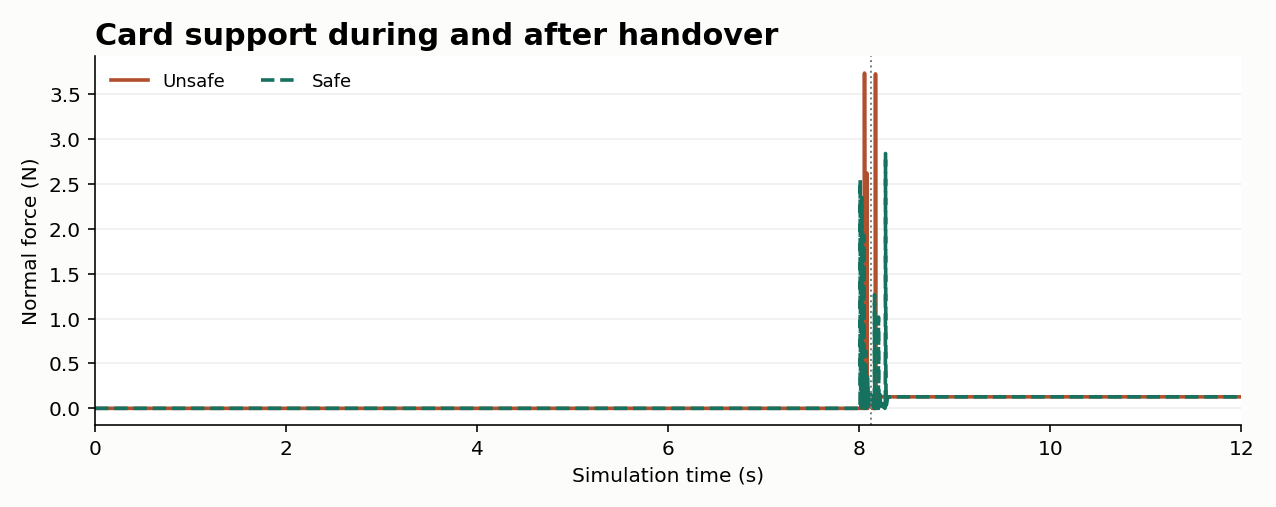 Card support during and after handover
Unsafe
Safe
Normal force (N)
3.5
3.0
2.5
2.0
1.5
1.0
0.5
0.0
0 2 4 6 8 10 12
Simulation time (s)